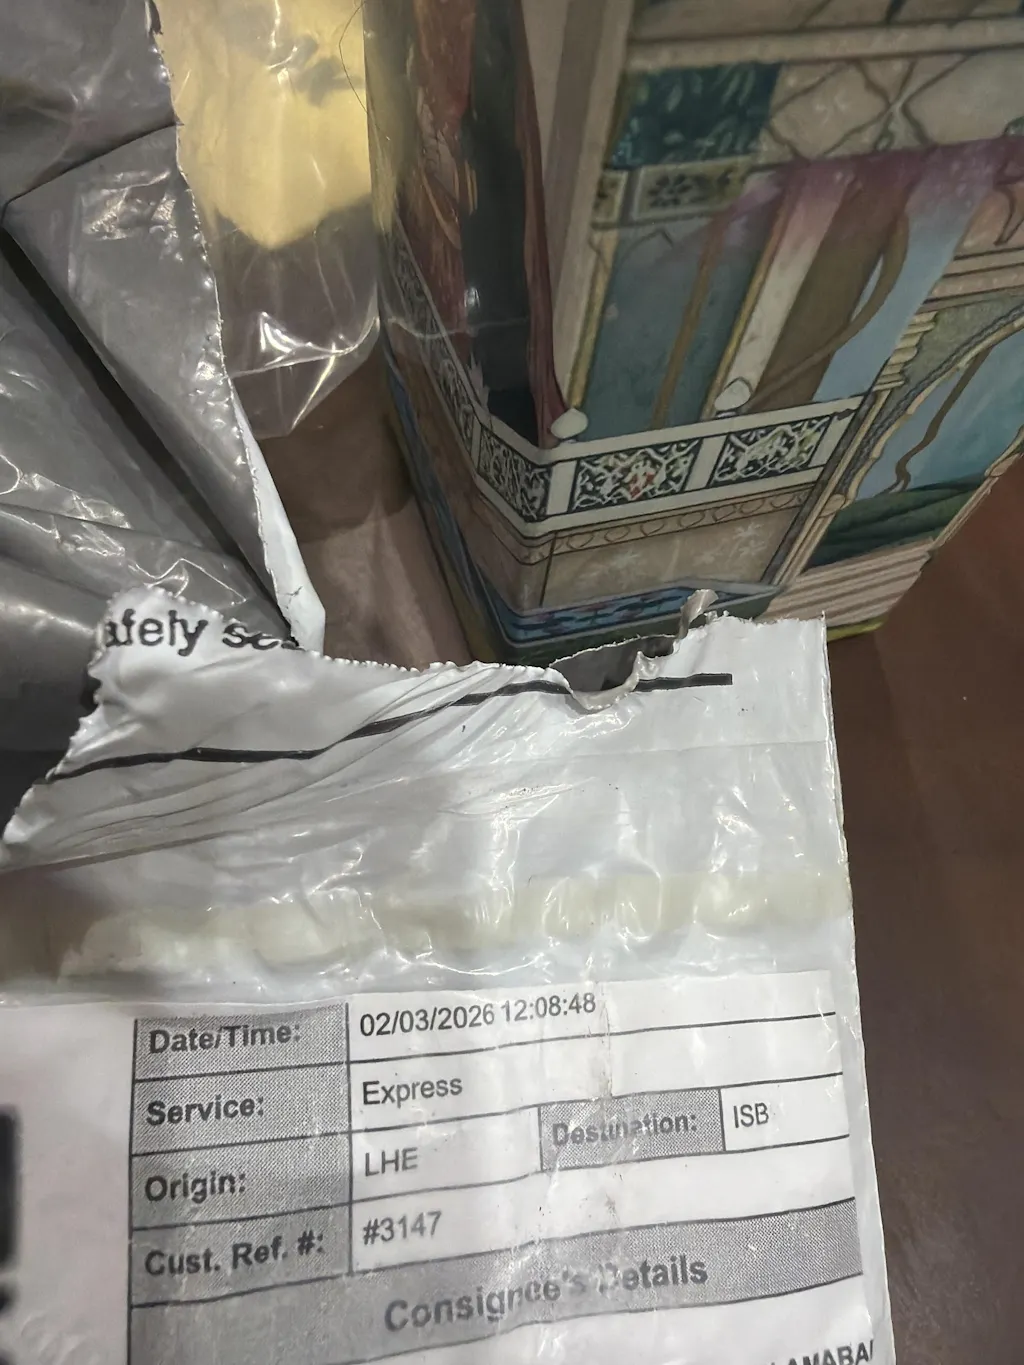 afely
Date/Time: 02/03/2026 12:08:48
Service: Express
Origin: LHE Destination: ISB
Cust. Ref. #: #3147
Consignee's Details